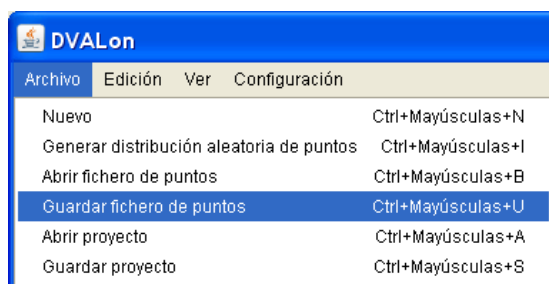 DVALon
Archivo Edición Ver Configuración
Nuevo Ctrl+Mayúsculas+N
Generar distribución aleatoria de puntos Ctrl+Mayúsculas+I
Abrir fichero de puntos Ctrl+Mayúsculas+B
Guardar fichero de puntos Ctrl+Mayúsculas+U
Abrir proyecto Ctrl+Mayúsculas+A
Guardar proyecto Ctrl+Mayúsculas+S